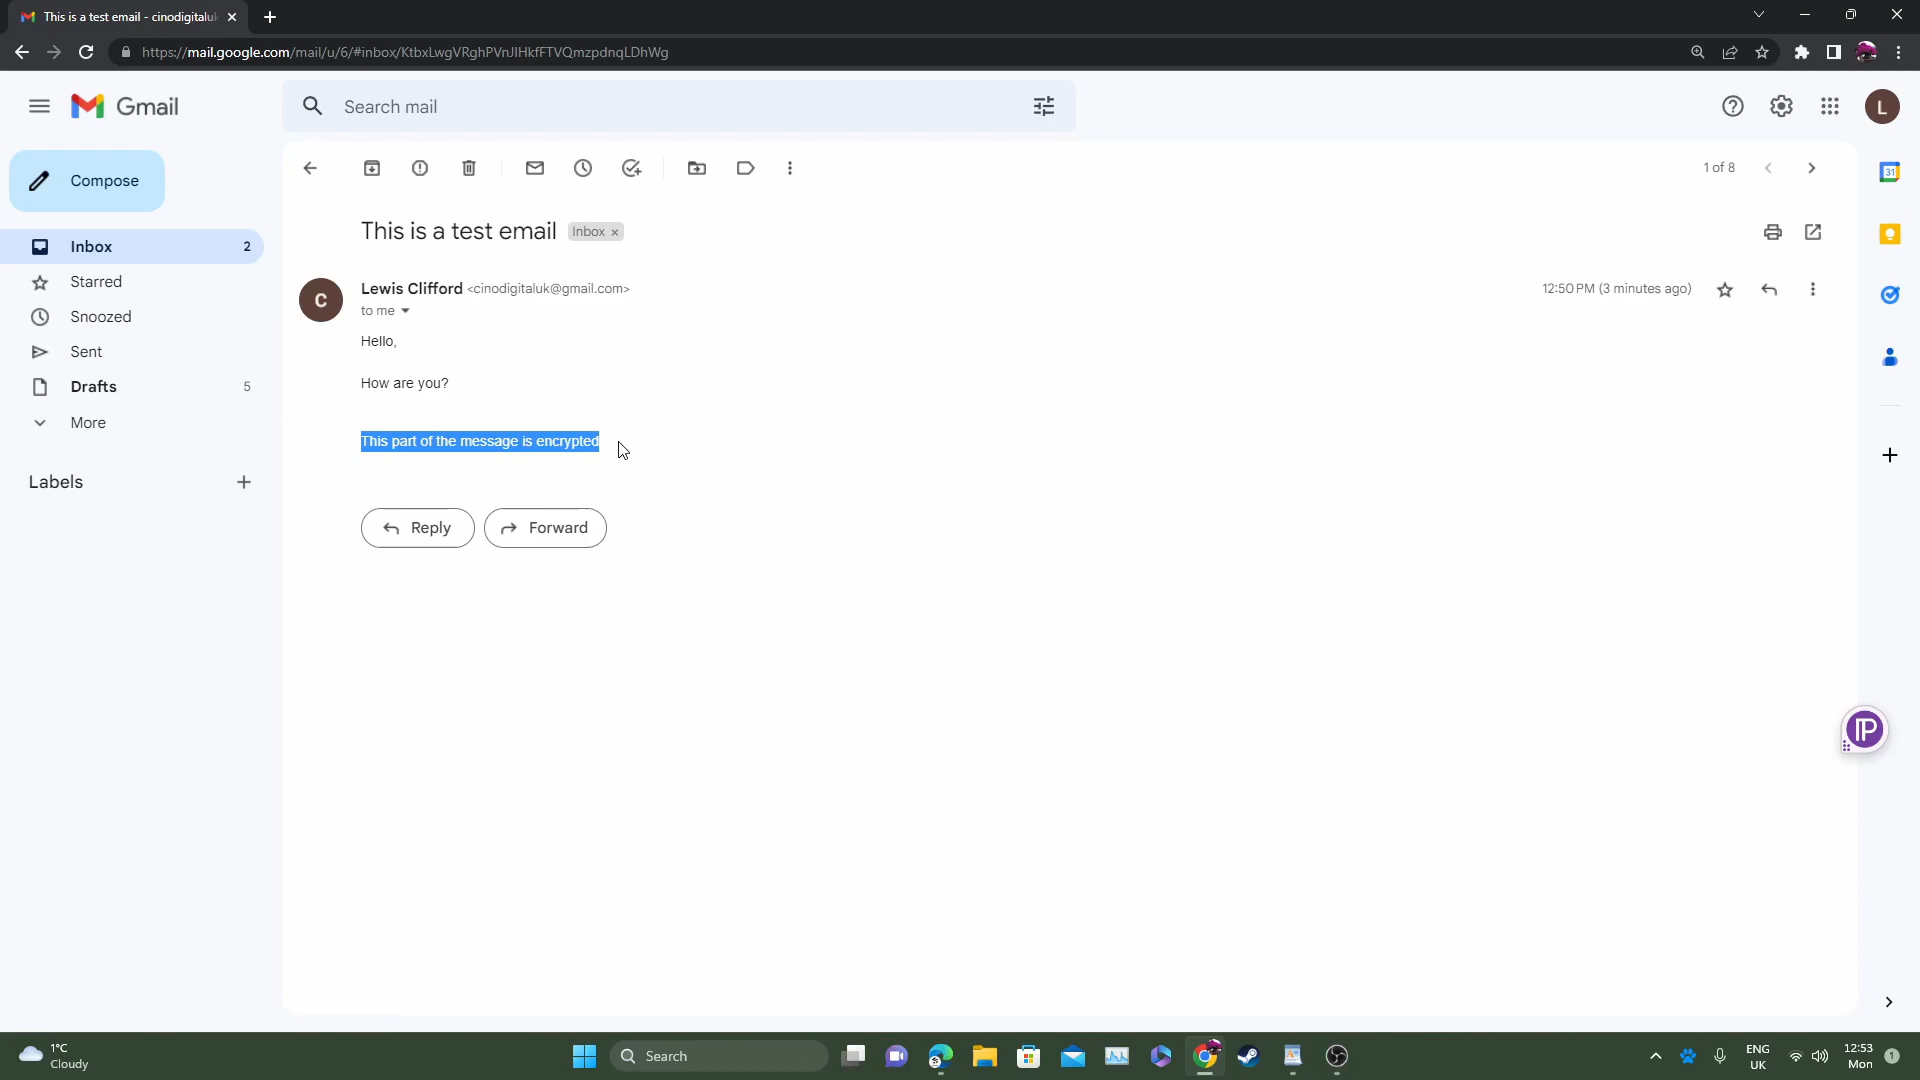 This is a test email - cinodigitaluk
https://mail.google.com/mail/u/6/#inbox/KtbxLwgVRghPVnJlHkfFTVQmzpdnqLDhWg
Gmail
Search mail
L
Compose
1 of 8
31
This is a test email Inbox ×
Inbox 2
Starred
C
Lewis Clifford <cinodigitaluk@gmail.com>
12:50 PM (3 minutes ago)
to me
Snoozed
Hello,
Sent
How are you?
Drafts 5
More
This part of the message is encrypted
Labels
Reply
Forward
1°C
Cloudy
Search
ENG
UK
12:53
Mon
1